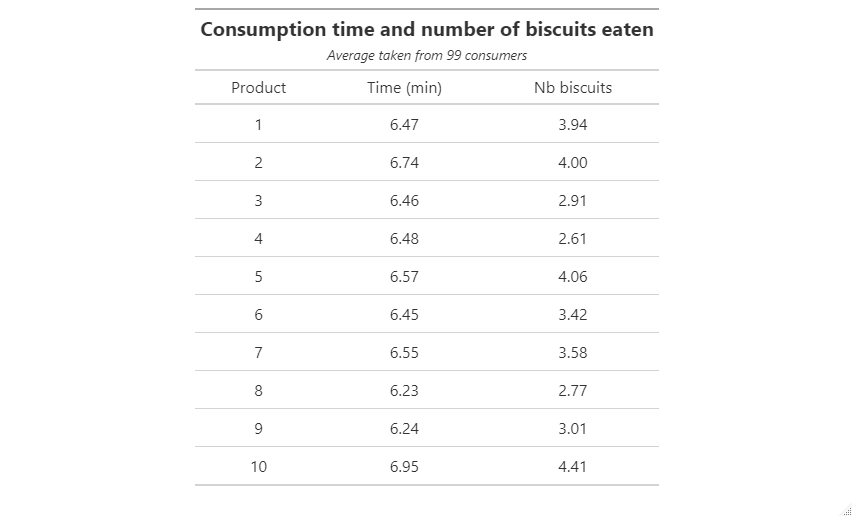 Consumption time and number of biscuits eaten
Average taken from 99 consumers
Product Time (min) Nb biscuits
1 6.47 3.94
2 6.74 4.00
3 6.46 2.91
4 6.48 2.61
5 6.57 4.06
6 6.45 3.42
7 6.55 3.58
8 6.23 2.77
9 6.24 3.01
10 6.95 4.41